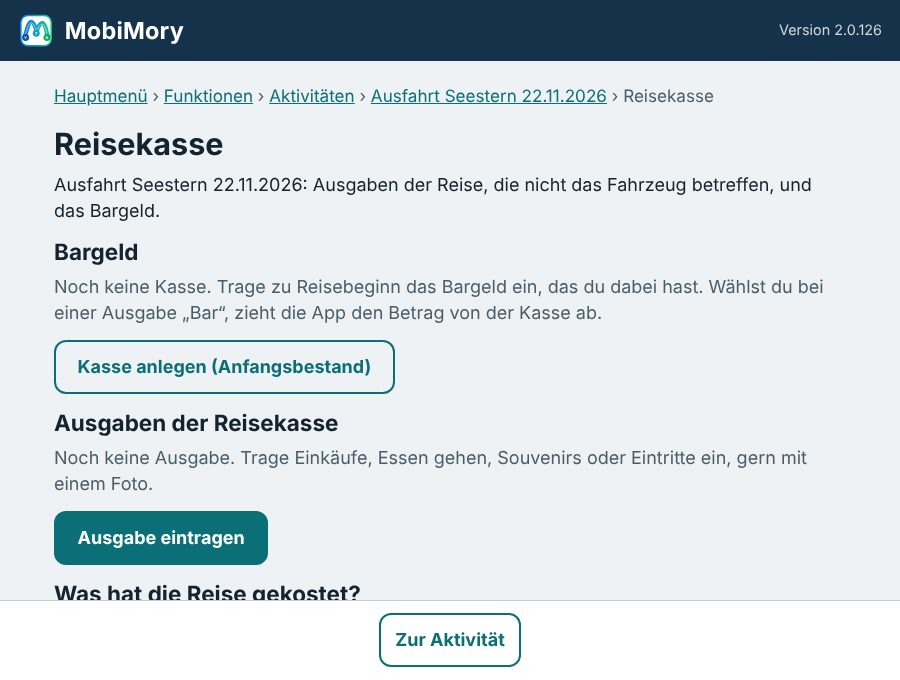 MobiMory
Version 2.0.126
Hauptmenü › Funktionen › Aktivitäten › Ausfahrt Seestern 22.11.2026 › Reisekasse
Reisekasse
Ausfahrt Seestern 22.11.2026: Ausgaben der Reise, die nicht das Fahrzeug betreffen, und
das Bargeld.
Bargeld
Noch keine Kasse. Trage zu Reisebeginn das Bargeld ein, das du dabei hast. Wählst du bei
einer Ausgabe „Bar“, zieht die App den Betrag von der Kasse ab.
Kasse anlegen (Anfangsbestand)
Ausgaben der Reisekasse
Noch keine Ausgabe. Trage Einkäufe, Essen gehen, Souvenirs oder Eintritte ein, gern mit
einem Foto.
Ausgabe eintragen
Was hat die Reise gekostet?
Zur Aktivität